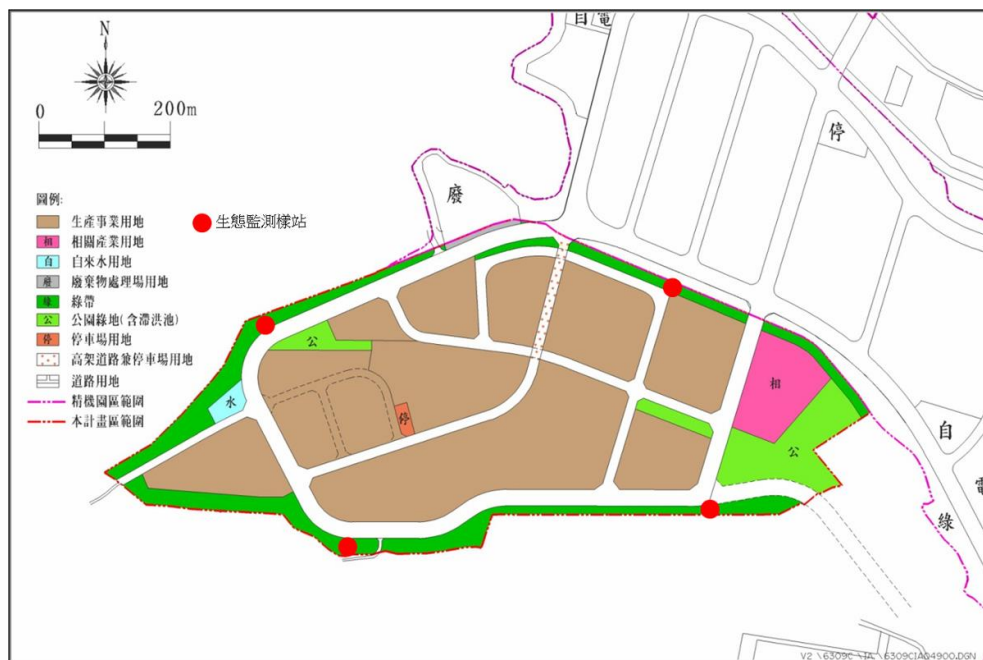 N
0 200m
圖例:
生產事業用地
相 相關產業用地
自 自來水用地
廢 廢棄物處理場用地
綠 綠帶
公 公園綠地(含滯洪池)
停 停車場用地
高架道路兼停車場用地
道路用地
精機園區範圍
本計畫區範圍
生態監測樣站
自 電
停
廢
公
水
停
相
公
自
電
綠
V2 \6309C \IA \6309CIA04900.DGN